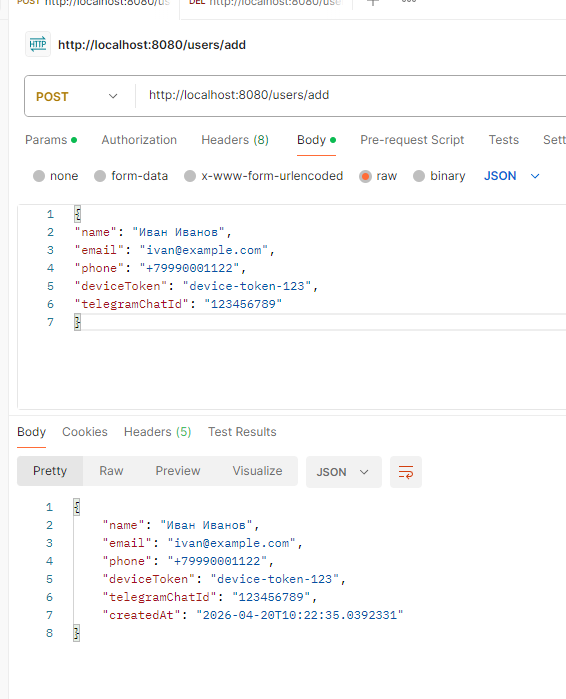 POST http://localhost:8080/us
DEL http://localhost:8080/use
HTTP http://localhost:8080/users/add
POST http://localhost:8080/users/add
Params Authorization Headers (8) Body Pre-request Script Tests Sett
none form-data x-www-form-urlencoded raw binary JSON
1 {
2 "name": "Иван Иванов",
3 "email": "ivan@example.com",
4 "phone": "+79990001122",
5 "deviceToken": "device-token-123",
6 "telegramChatId": "123456789"
7 }
Body Cookies Headers (5) Test Results
Pretty Raw Preview Visualize JSON
1 {
2 "name": "Иван Иванов",
3 "email": "ivan@example.com",
4 "phone": "+79990001122",
5 "deviceToken": "device-token-123",
6 "telegramChatId": "123456789",
7 "createdAt": "2026-04-20T10:22:35.0392331"
8 }